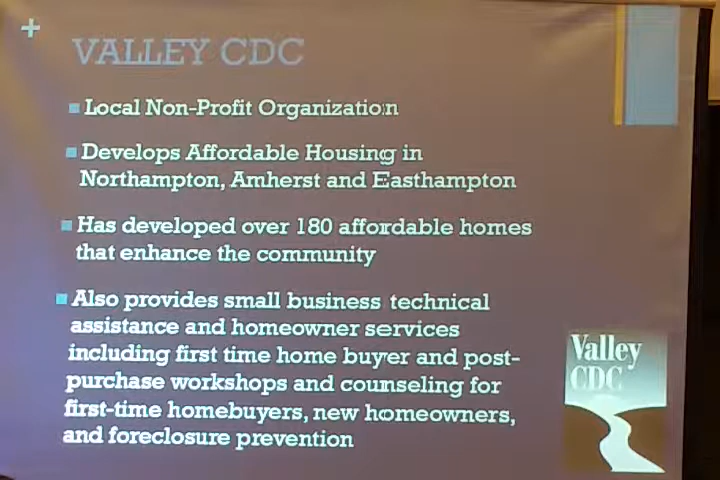 +
VALLEY CDC
Local Non-Profit Organization
Develops Affordable Housing in
Northampton, Amherst and Easthampton
Has developed over 180 affordable homes
that enhance the community
Also provides small business technical
assistance and homeowner services
including first time home buyer and post-
purchase workshops and counseling for
first-time homebuyers, new homeowners,
and foreclosure prevention
Valley
CDC